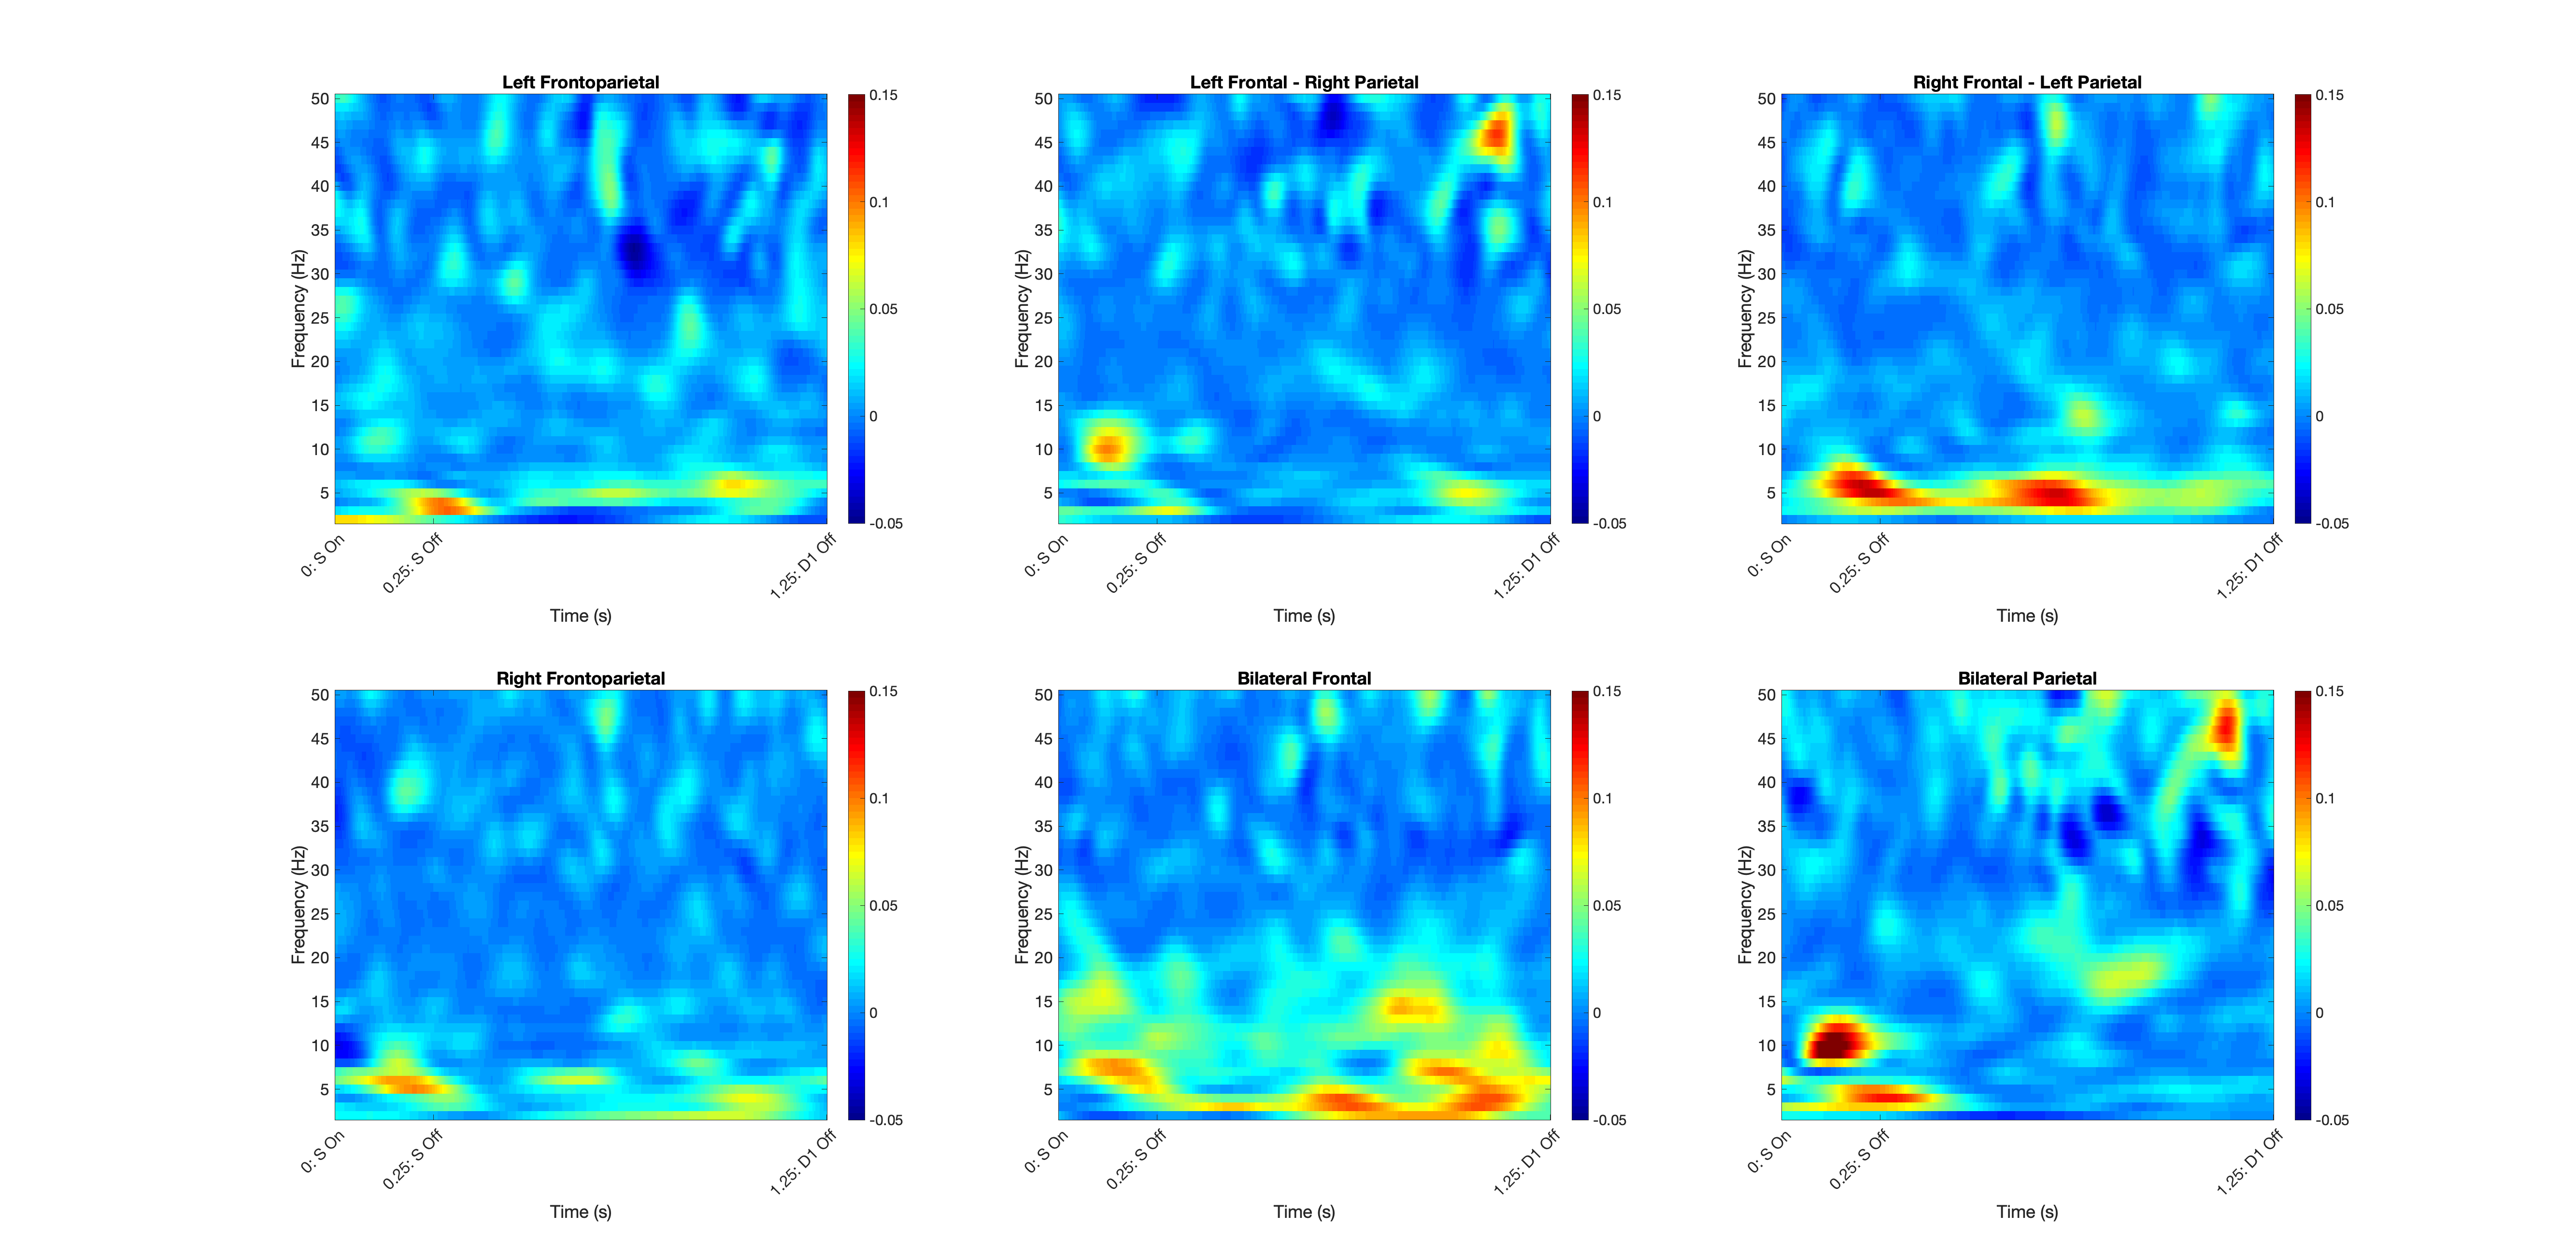 Left Frontoparietal
Left Frontal - Right Parietal
Right Frontal - Left Parietal
50
45
40
35
30
25
20
15
10
5
Frequency (Hz)
0: S On
0.25: S Off
1.25: D1 Off
Time (s)
0.15
0.1
0.05
0
-0.05
50
45
40
35
30
25
20
15
10
5
Frequency (Hz)
0: S On
0.25: S Off
1.25: D1 Off
Time (s)
0.15
0.1
0.05
0
-0.05
50
45
40
35
30
25
20
15
10
5
Frequency (Hz)
0: S On
0.25: S Off
1.25: D1 Off
Time (s)
0.15
0.1
0.05
0
-0.05
Right Frontoparietal
Bilateral Frontal
Bilateral Parietal
50
45
40
35
30
25
20
15
10
5
Frequency (Hz)
0: S On
0.25: S Off
1.25: D1 Off
Time (s)
0.15
0.1
0.05
0
-0.05
50
45
40
35
30
25
20
15
10
5
Frequency (Hz)
0: S On
0.25: S Off
1.25: D1 Off
Time (s)
0.15
0.1
0.05
0
-0.05
50
45
40
35
30
25
20
15
10
5
Frequency (Hz)
0: S On
0.25: S Off
1.25: D1 Off
Time (s)
0.15
0.1
0.05
0
-0.05